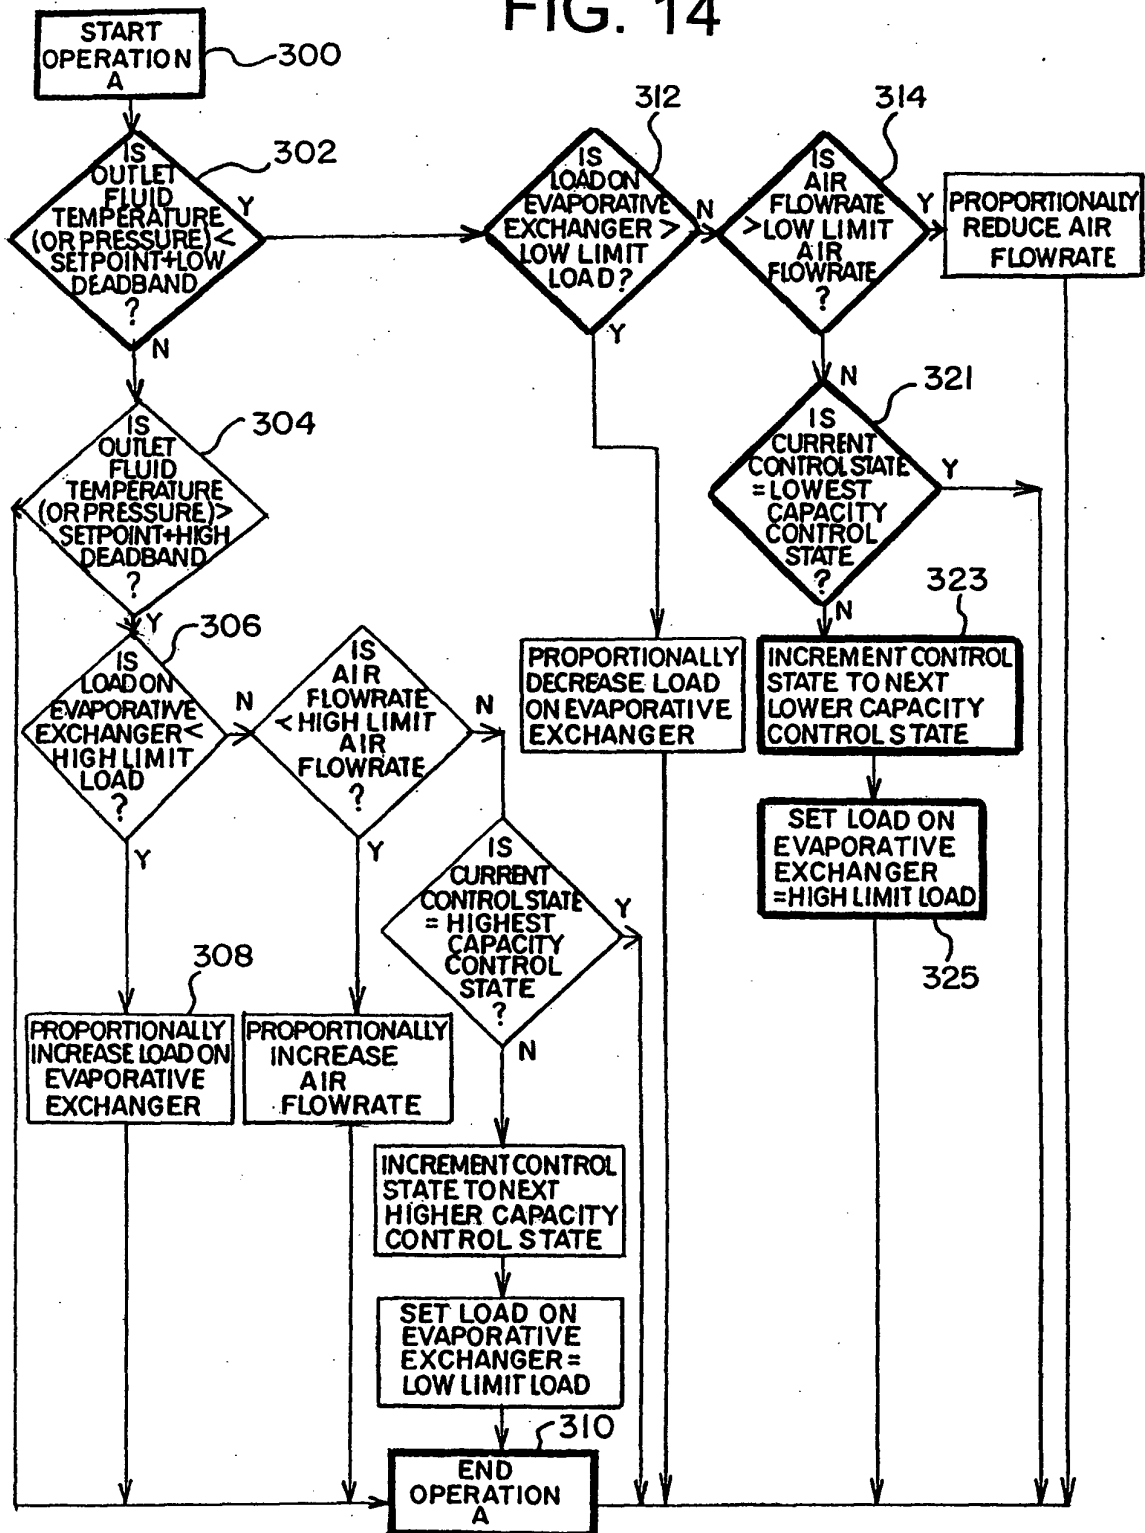 FIG. 14
START
OPERATION
A
300
IS
OUTLET
FLUID
TEMPERATURE
(OR PRESSURE)<
SETPOINT+LOW
DEADBAND
?
302
Y
N
IS
LOAD ON
EVAPORATIVE
EXCHANGER >
LOW LIMIT
LOAD?
312
N
Y
IS
AIR
FLOWRATE
>LOW LIMIT
AIR
FLOWRATE
?
314
Y
N
PROPORTIONALLY
REDUCE AIR
FLOWRATE
IS
OUTLET
FLUID
TEMPERATURE
(OR PRESSURE)>
SETPOINT+HIGH
DEADBAND
?
304
Y
IS
CURRENT
CONTROL STATE
=LOWEST
CAPACITY
CONTROL
STATE
?
321
Y
N
IS
LOAD ON
EVAPORATIVE
EXCHANGER<
HIGH LIMIT
LOAD
?
306
N
Y
IS
AIR
FLOWRATE
<HIGH LIMIT
AIR
FLOWRATE
?
N
Y
PROPORTIONALLY
DECREASE LOAD
ON EVAPORATIVE
EXCHANGER
323
INCREMENT CONTROL
STATE TO NEXT
LOWER CAPACITY
CONTROL STATE
SET LOAD ON
EVAPORATIVE
EXCHANGER
=HIGH LIMIT LOAD
325
IS
CURRENT
CONTROL STATE
= HIGHEST
CAPACITY
CONTROL
STATE
?
Y
N
308
PROPORTIONALLY
INCREASE LOAD ON
EVAPORATIVE
EXCHANGER
PROPORTIONALLY
INCREASE
AIR
FLOWRATE
INCREMENT CONTROL
STATE TO NEXT
HIGHER CAPACITY
CONTROL STATE
SET LOAD ON
EVAPORATIVE
EXCHANGER =
LOW LIMIT LOAD
310
END
OPERATION
A